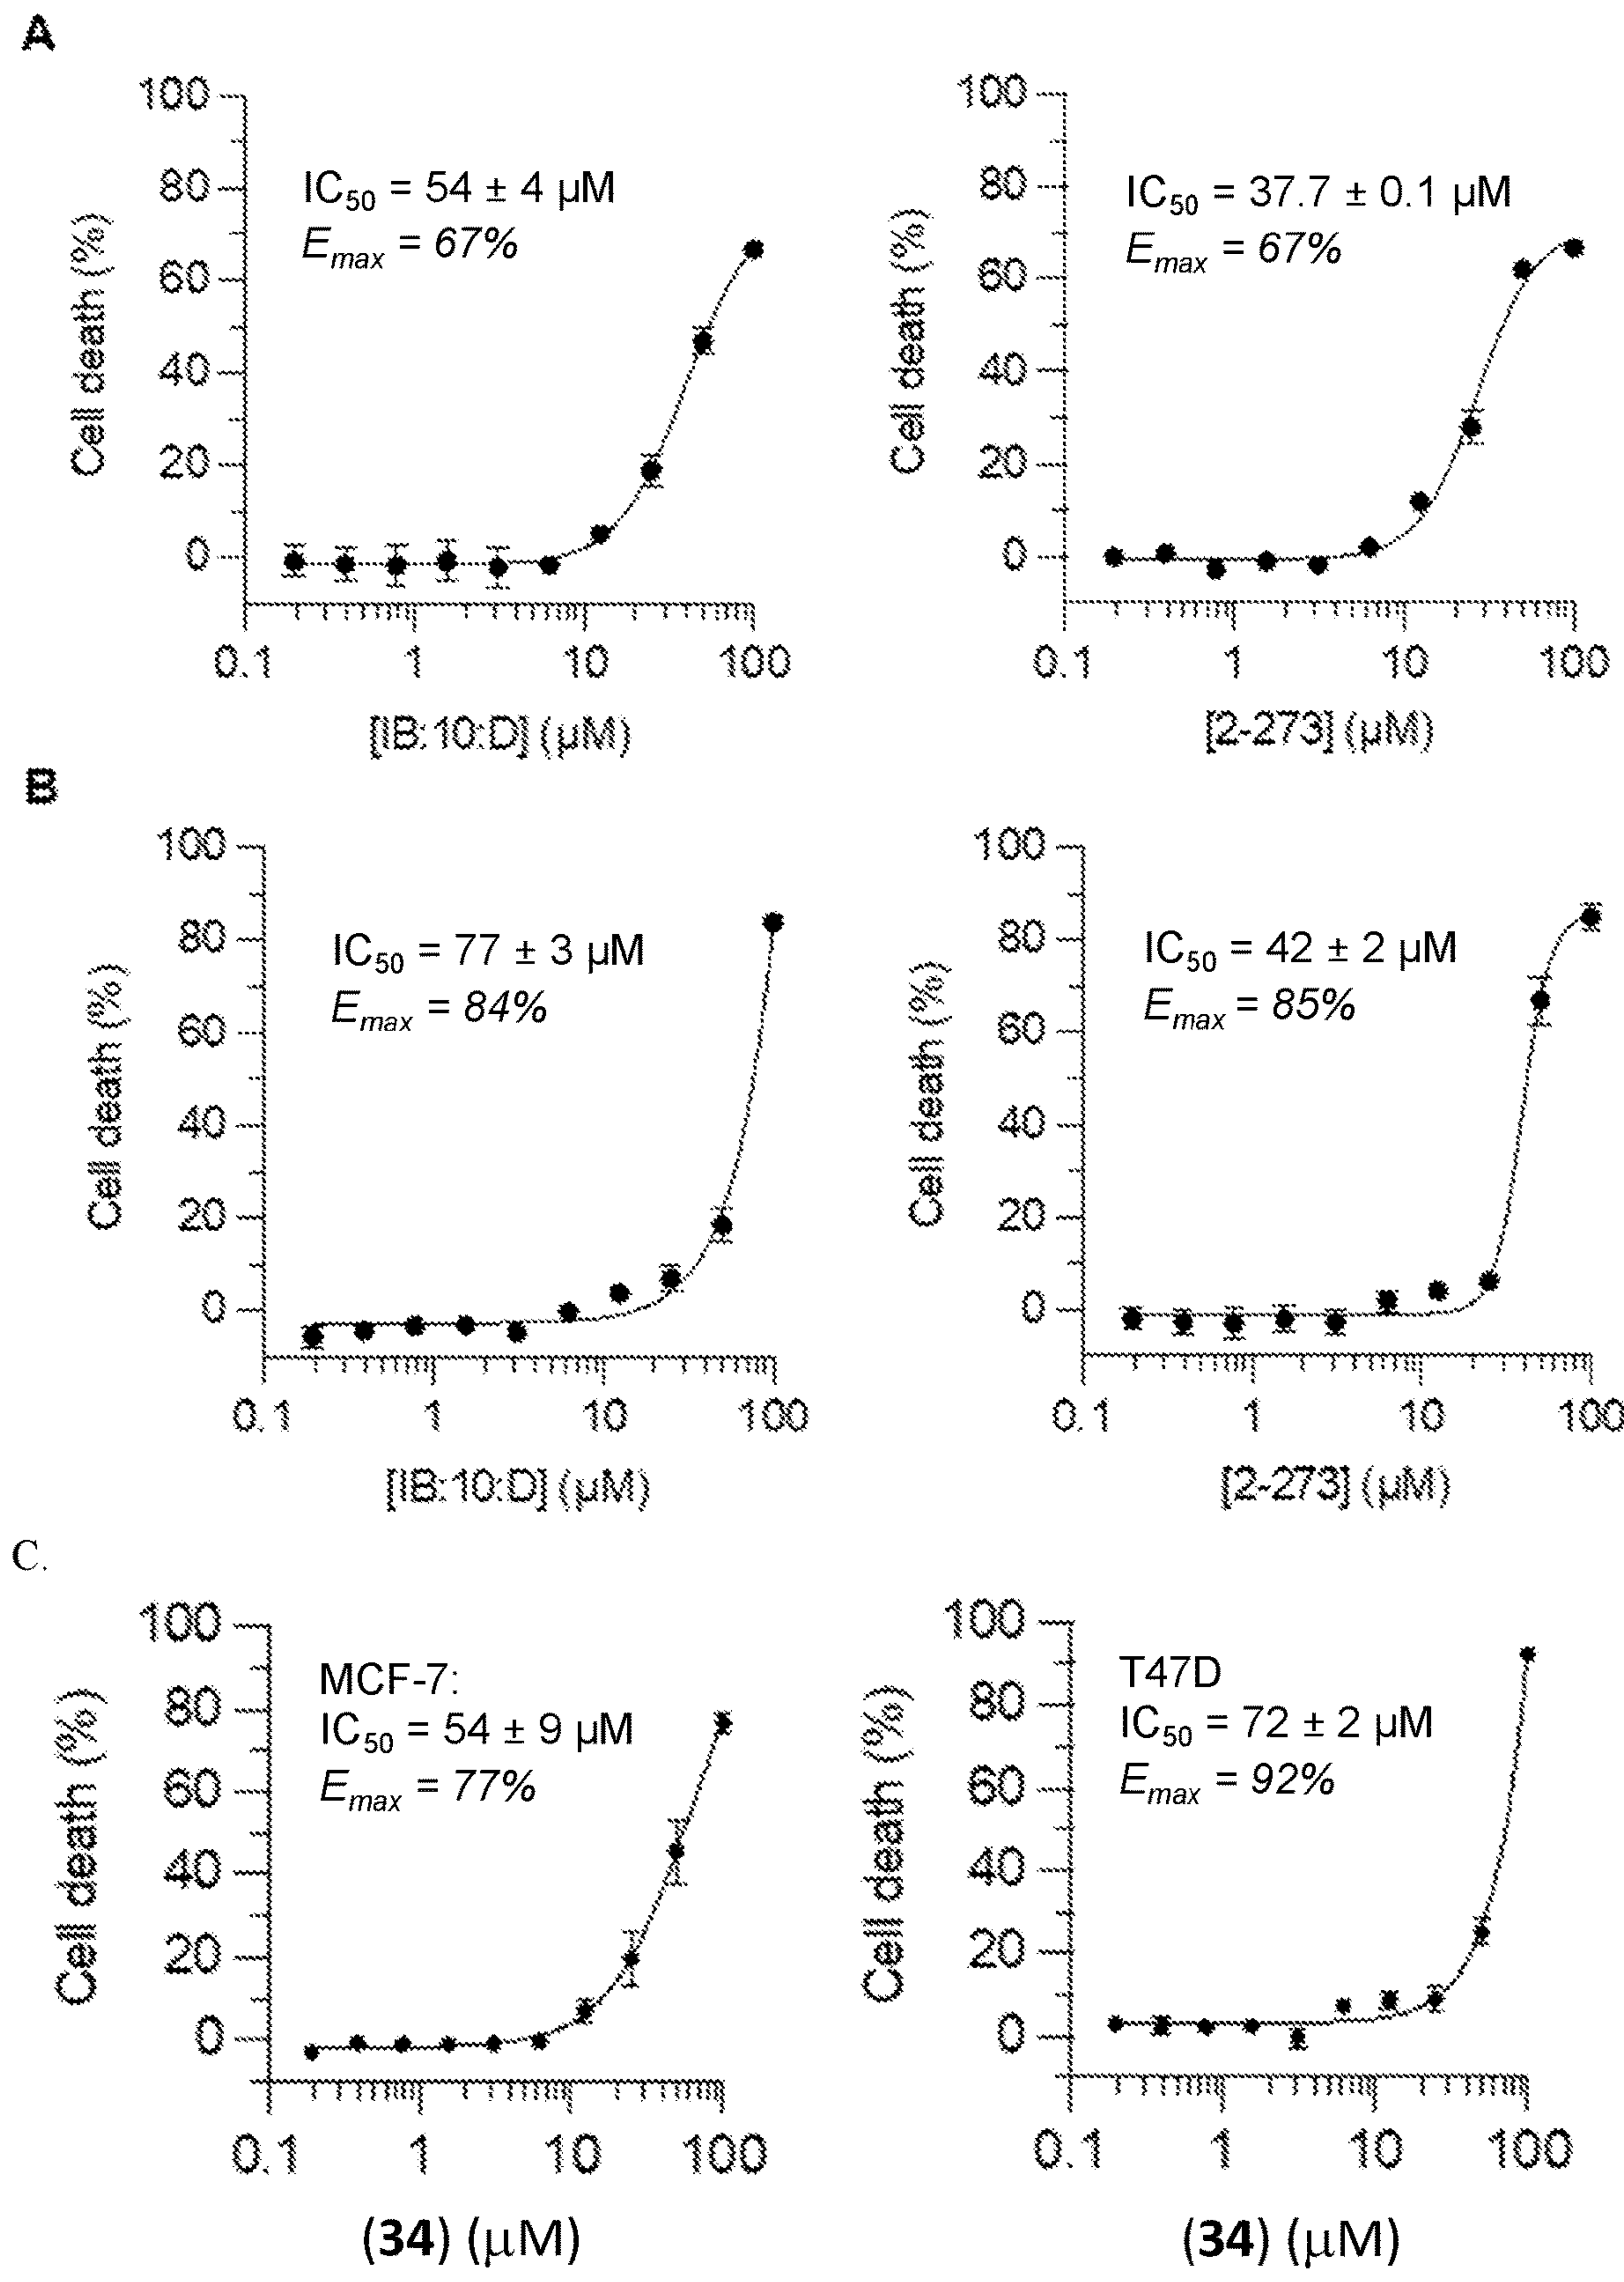 A
100
80
60
40
20
0
Cell death (%)
IC50 = 54 ± 4 µM
Emax = 67%
0.1 1 10 100
[IB:10:D] (µM)
100
80
60
40
20
0
Cell death (%)
IC50 = 37.7 ± 0.1 µM
Emax = 67%
0.1 1 10 100
[2-273] (µM)
B
100
80
60
40
20
0
Cell death (%)
IC50 = 77 ± 3 µM
Emax = 84%
0.1 1 10 100
[IB:10:D] (µM)
100
80
60
40
20
0
Cell death (%)
IC50 = 42 ± 2 µM
Emax = 85%
0.1 1 10 100
[2-273] (µM)
C.
100
80
60
40
20
0
Cell death (%)
MCF-7:
IC50 = 54 ± 9 µM
Emax = 77%
0.1 1 10 100
(34) (µM)
100
80
60
40
20
0
Cell death (%)
T47D
IC50 = 72 ± 2 µM
Emax = 92%
0.1 1 10 100
(34) (µM)